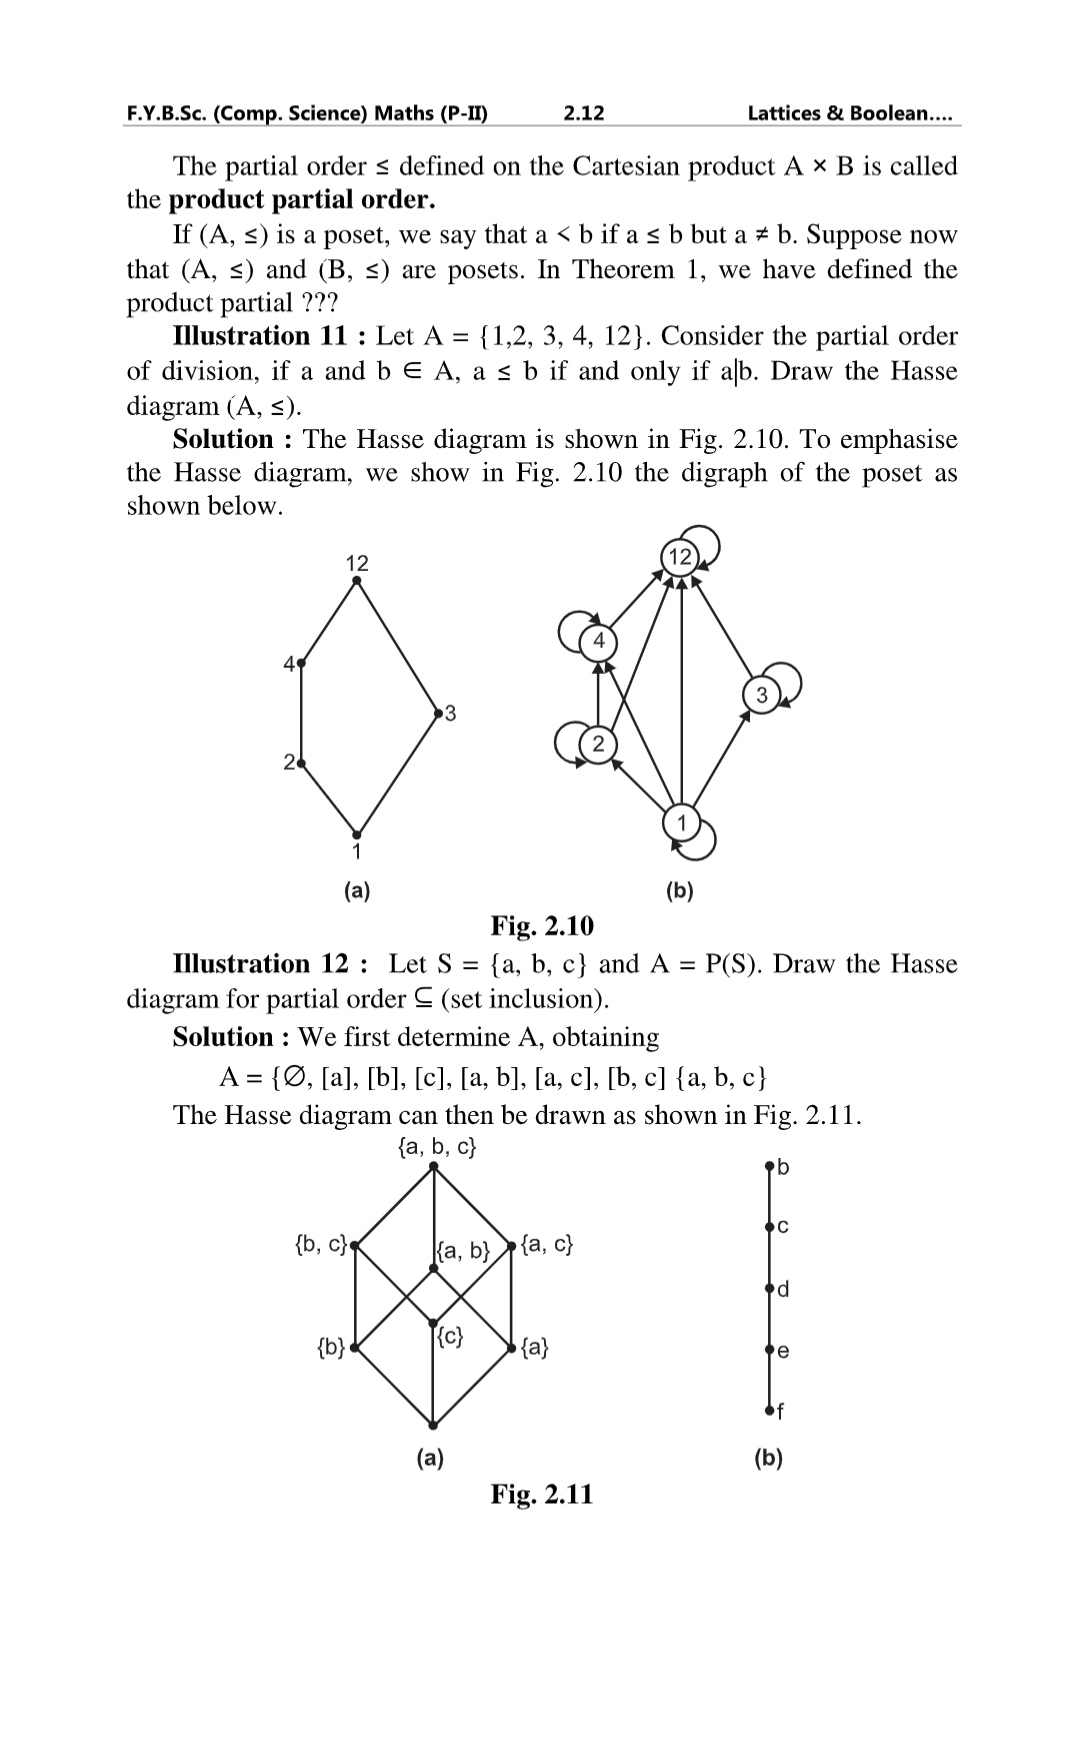 F.Y.B.Sc. (Comp. Science) Maths (P-II) 2.12 Lattices & Boolean....
The partial order ≤ defined on the Cartesian product A × B is called
the product partial order.
If (A, ≤) is a poset, we say that a < b if a ≤ b but a ≠ b. Suppose now
that (A, ≤) and (B, ≤) are posets. In Theorem 1, we have defined the
product partial ???
Illustration 11 : Let A = {1,2, 3, 4, 12}. Consider the partial order
of division, if a and b ∈ A, a ≤ b if and only if a|b. Draw the Hasse
diagram (A, ≤).
Solution : The Hasse diagram is shown in Fig. 2.10. To emphasise
the Hasse diagram, we show in Fig. 2.10 the digraph of the poset as
shown below.
12
4
3
2
1
(a)
12
4
3
2
1
(b)
Fig. 2.10
Illustration 12 : Let S = {a, b, c} and A = P(S). Draw the Hasse
diagram for partial order ⊆ (set inclusion).
Solution : We first determine A, obtaining
A = {∅, [a], [b], [c], [a, b], [a, c], [b, c] {a, b, c}
The Hasse diagram can then be drawn as shown in Fig. 2.11.
{a, b, c}
{b, c} {a, b} {a, c}
{b} {c} {a}
(a)
b
c
d
e
f
(b)
Fig. 2.11